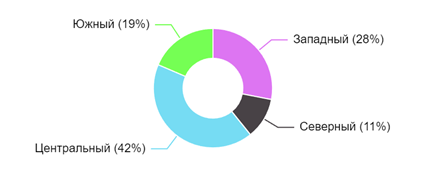 Южный (19%)
Западный (28%)
Северный (11%)
Центральный (42%)